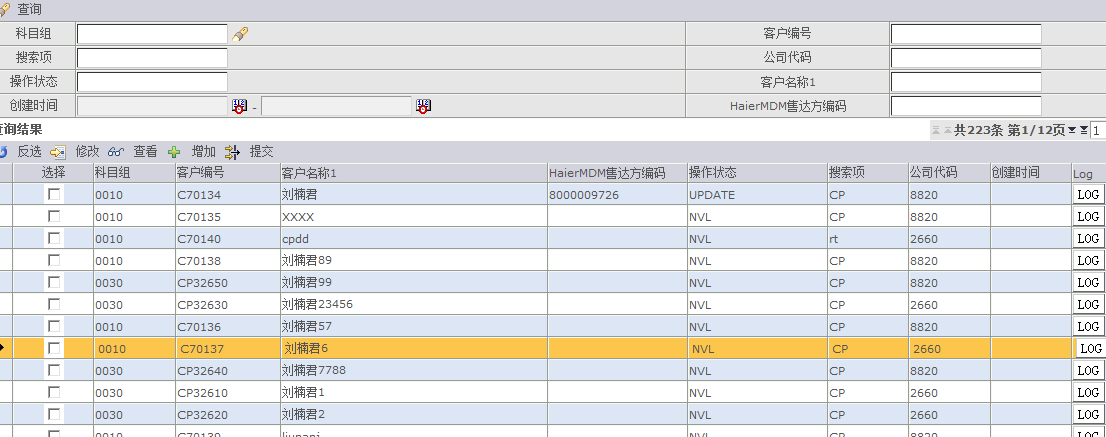 查询
科目组 客户编号
搜索项 公司代码
操作状态 客户名称1
创建时间 - HaierMDM售达方编码
查询结果 共223条 第1/12页 1
反选 修改 查看 增加 提交
选择 科目组 客户编号 客户名称1 HaierMDM售达方编码 操作状态 搜索项 公司代码 创建时间 Log
0010 C70134 刘楠君 8000009726 UPDATE CP 8820 LOG
0010 C70135 XXXX NVL CP 8820 LOG
0010 C70140 cpdd NVL rt 2660 LOG
0010 C70138 刘楠君89 NVL CP 8820 LOG
0030 CP32650 刘楠君99 NVL CP 8820 LOG
0030 CP32630 刘楠君23456 NVL CP 2660 LOG
0010 C70136 刘楠君57 NVL CP 8820 LOG
0010 C70137 刘楠君6 NVL CP 2660 LOG
0030 CP32640 刘楠君7788 NVL CP 8820 LOG
0030 CP32610 刘楠君1 NVL CP 2660 LOG
0030 CP32620 刘楠君2 NVL CP 2660 LOG